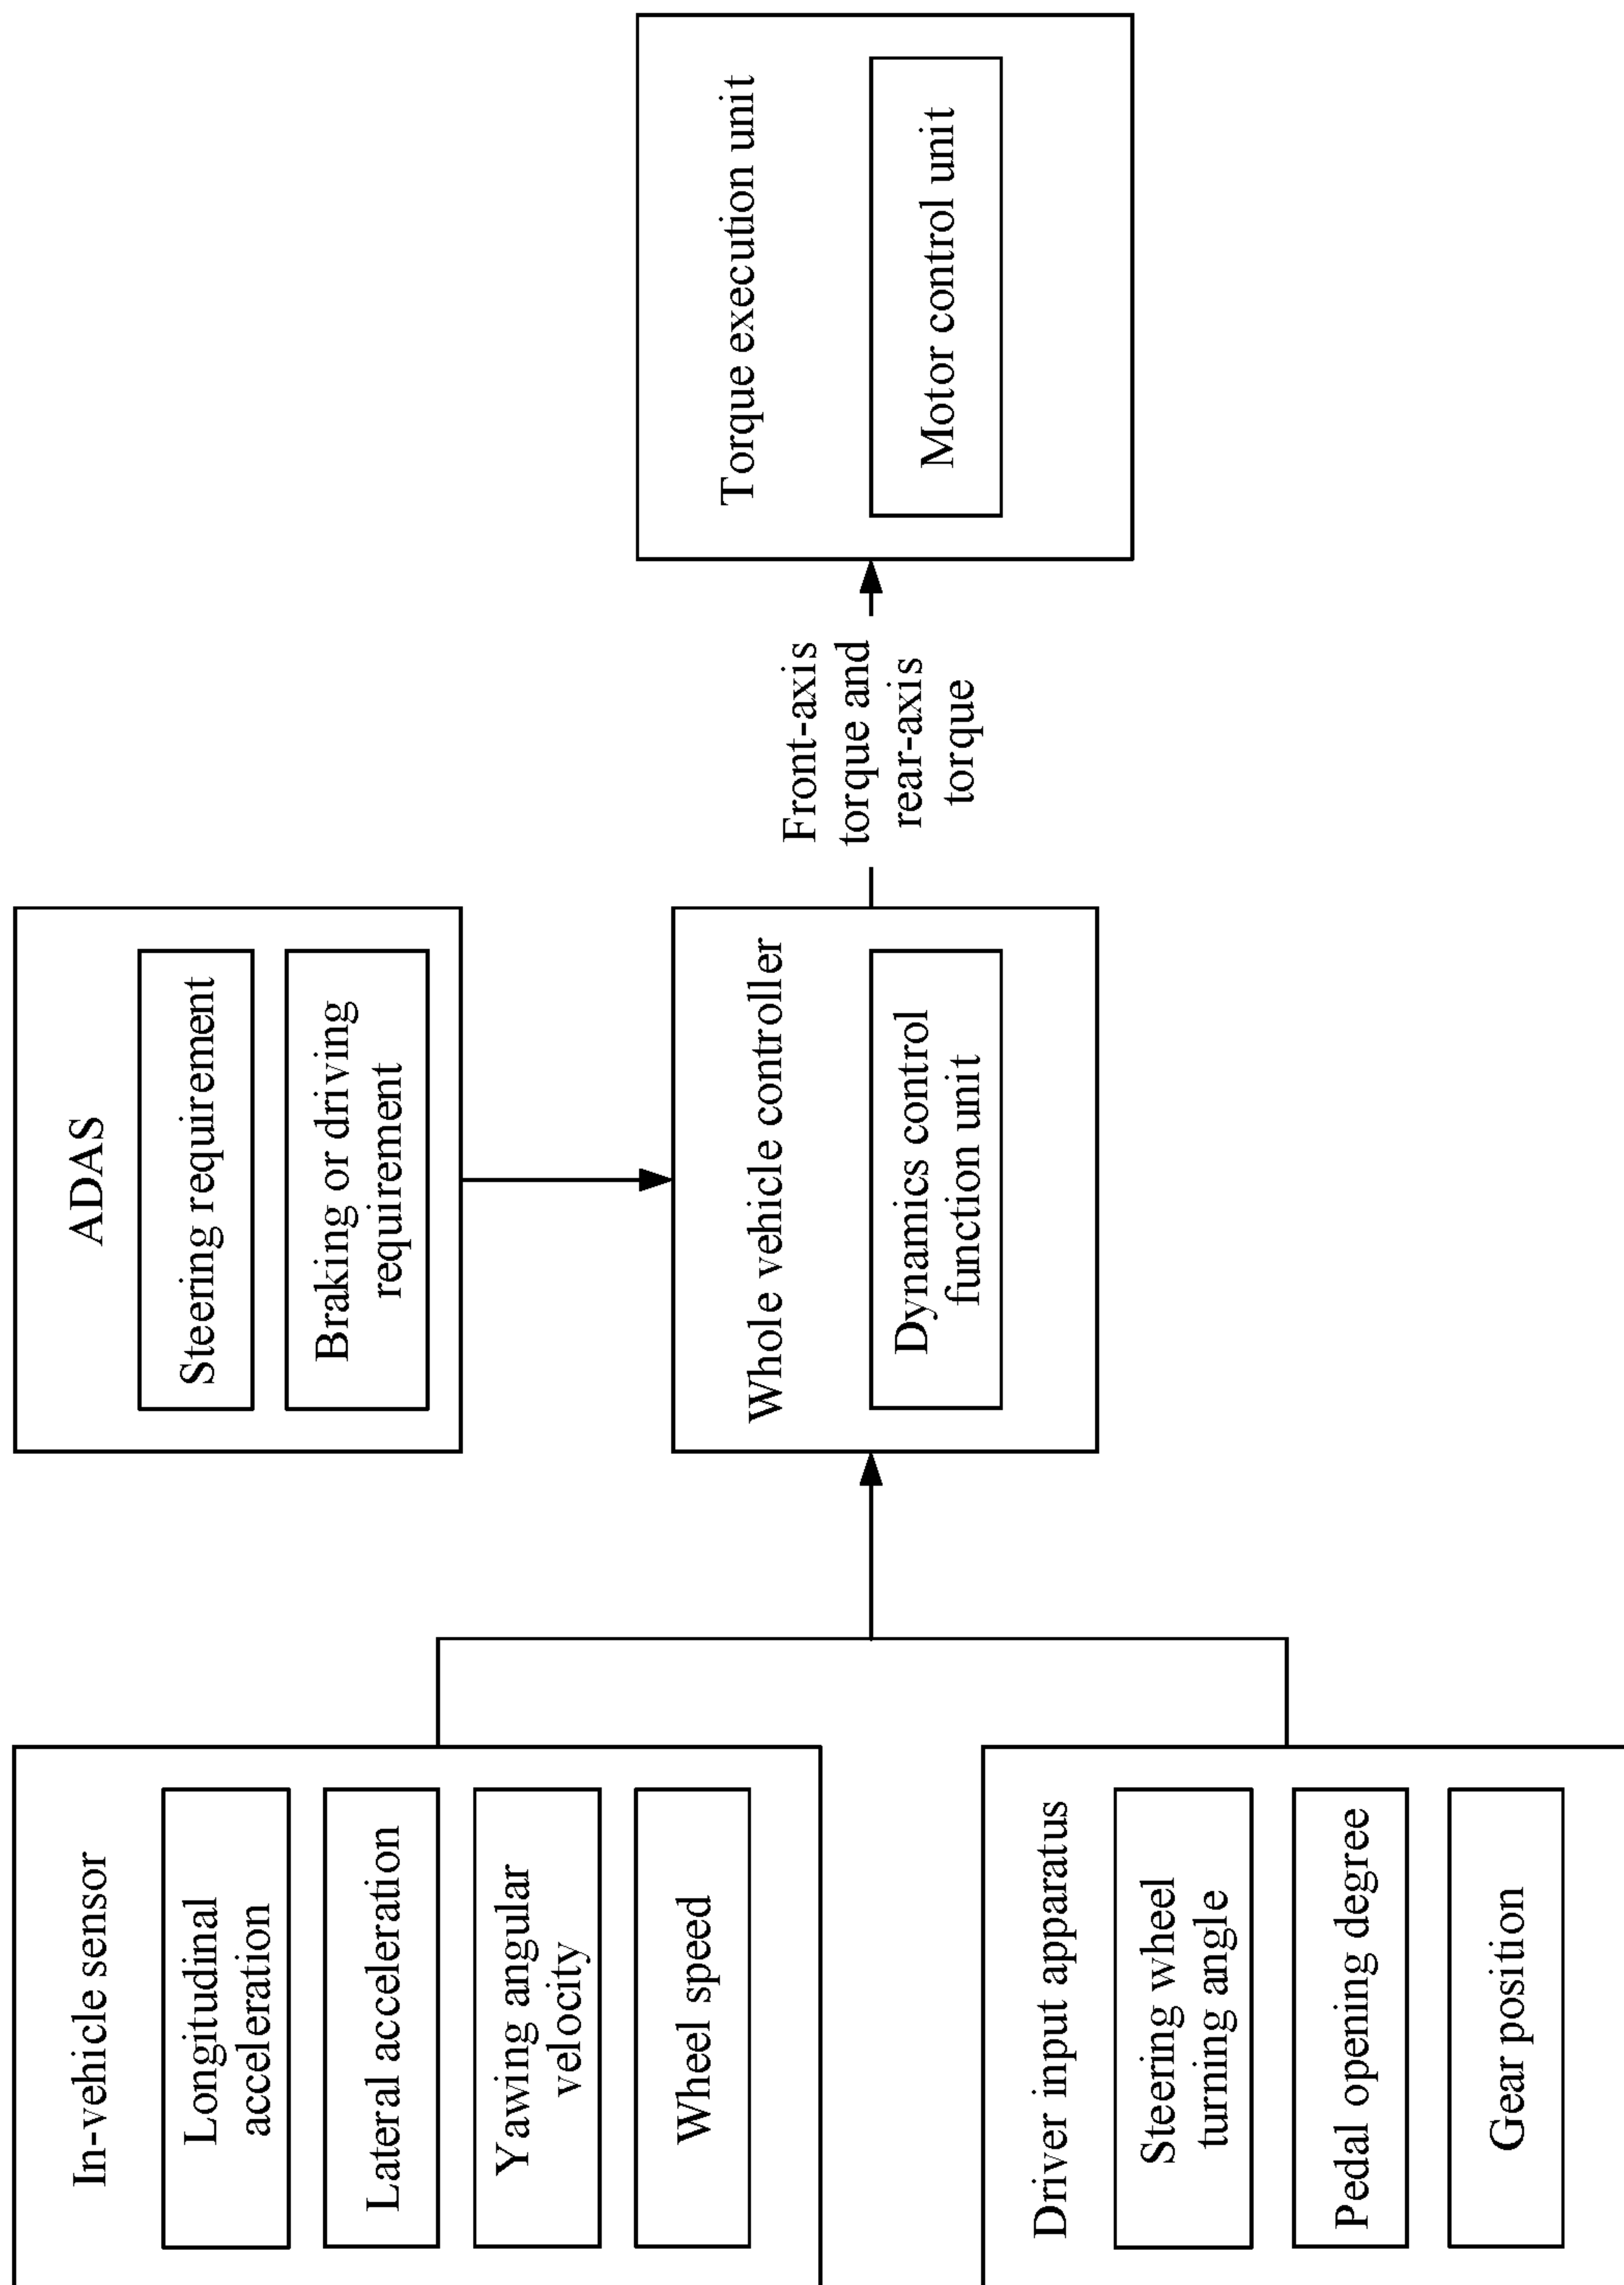 In-vehicle sensor
Longitudinal
acceleration
Lateral acceleration
Yawing angular
velocity
Wheel speed
Driver input apparatus
Steering wheel
turning angle
Pedal opening degree
Gear position
ADAS
Steering requirement
Braking or driving
requirement
Whole vehicle controller
Dynamics control
function unit
Front-axis
torque and
rear-axis
torque
Torque execution unit
Motor control unit